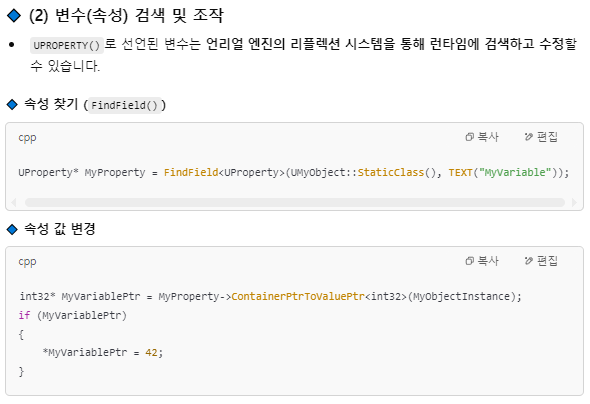 (2) 변수(속성) 검색 및 조작
UPROPERTY()로 선언된 변수는 언리얼 엔진의 리플렉션 시스템을 통해 런타임에 검색하고 수정할
수 있습니다.
속성 찾기 (FindField())
cpp 복사 편집
UProperty* MyProperty = FindField<UProperty>(UMyObject::StaticClass(), TEXT("MyVariable"));
속성 값 변경
cpp 복사 편집
int32* MyVariablePtr = MyProperty->ContainerPtrToValuePtr<int32>(MyObjectInstance);
if (MyVariablePtr)
{
    *MyVariablePtr = 42;
}